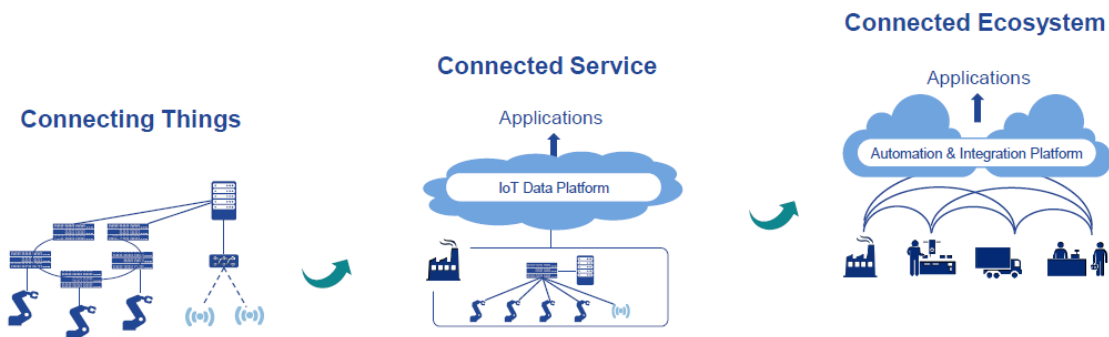 Connecting Things
Connected Service
Applications
IoT Data Platform
Connected Ecosystem
Applications
Automation & Integration Platform